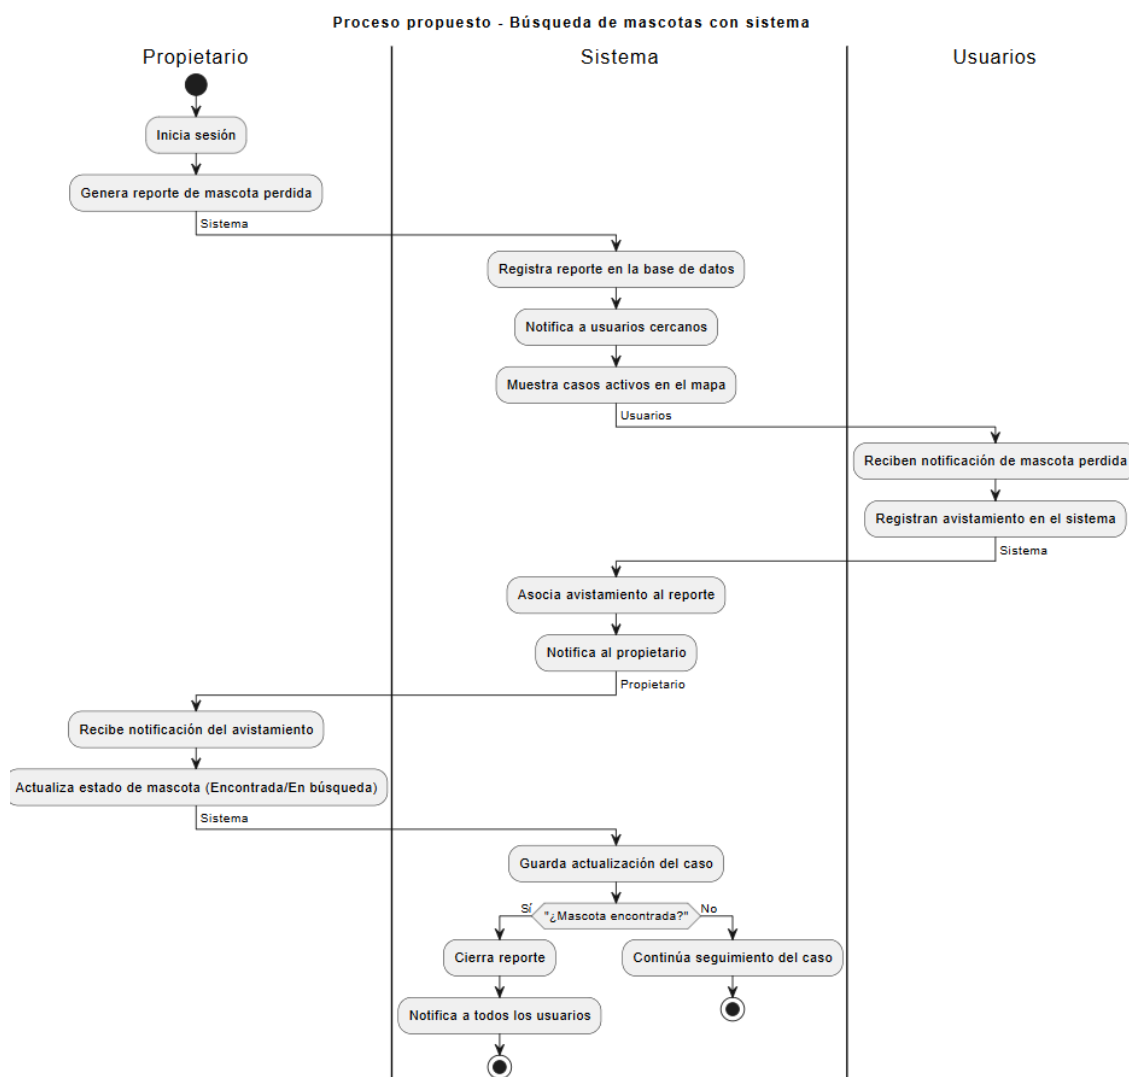 Proceso propuesto - Búsqueda de mascotas con sistema
Propietario
Sistema
Usuarios
Inicia sesión
Genera reporte de mascota perdida
Sistema
Registra reporte en la base de datos
Notifica a usuarios cercanos
Muestra casos activos en el mapa
Usuarios
Reciben notificación de mascota perdida
Registran avistamiento en el sistema
Sistema
Asocia avistamiento al reporte
Notifica al propietario
Propietario
Recibe notificación del avistamiento
Actualiza estado de mascota (Encontrada/En búsqueda)
Sistema
Guarda actualización del caso
Sí
"¿Mascota encontrada?"
No
Cierra reporte
Continúa seguimiento del caso
Notifica a todos los usuarios